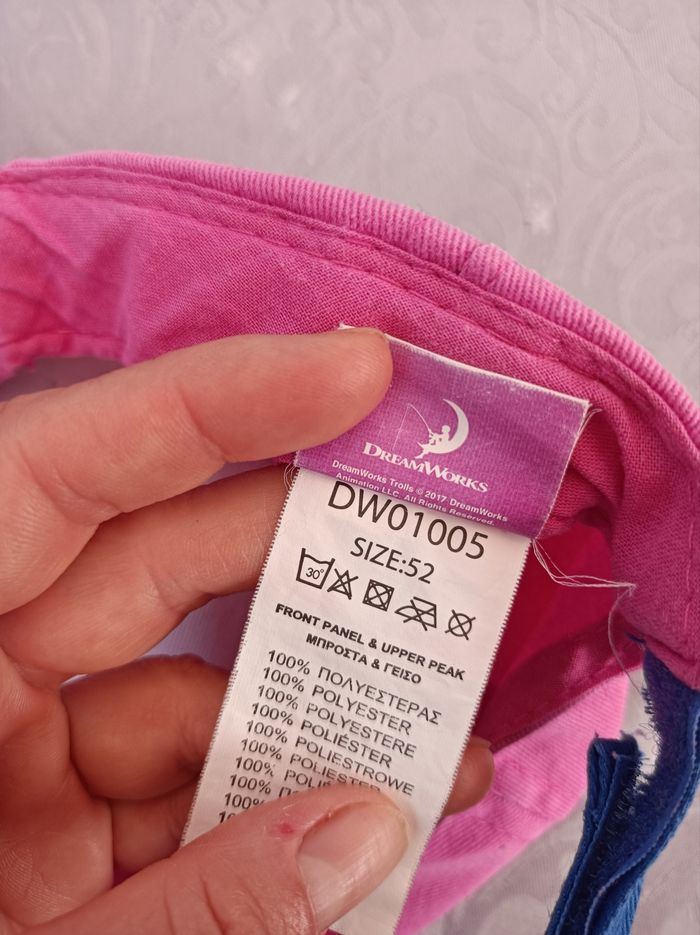 DREAMWORKS
DreamWorks Trolls © 2017 DreamWorks
Animation LLC. All Rights Reserved.
DW01005
SIZE:52
30°
FRONT PANEL & UPPER PEAK
ΜΠΡΟΣΤΑ & ΓΕΙΣΟ
100% ΠΟΛΥΕΣΤΕΡΑΣ
100% POLYESTER
100% POLYESTERE
100% POLIÉSTER
100% POLIESTROWE
100%
100%